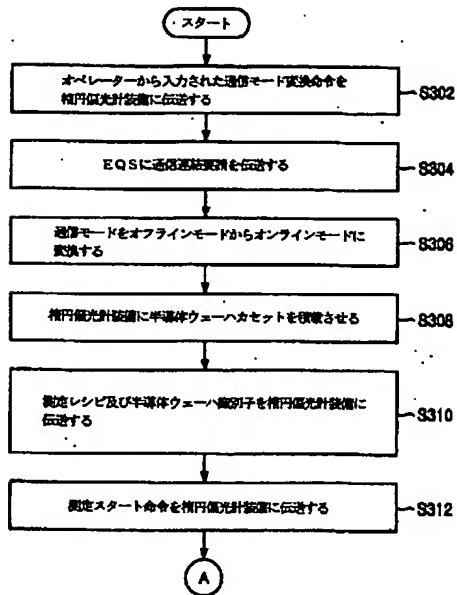 スタート
オペレーターから入力された通信モード変換命令を
楕円偏光計装備に伝送する
S302
EQSに通信連結要請を伝送する
S304
通信モードをオフラインモードからオンラインモードに
変換する
S306
楕円偏光計装備に半導体ウェーハカセットを積載させる
S308
測定レシピ及び半導体ウェーハ識別子を楕円偏光計装備に
伝送する
S310
測定スタート命令を楕円偏光計装備に伝送する
S312
A